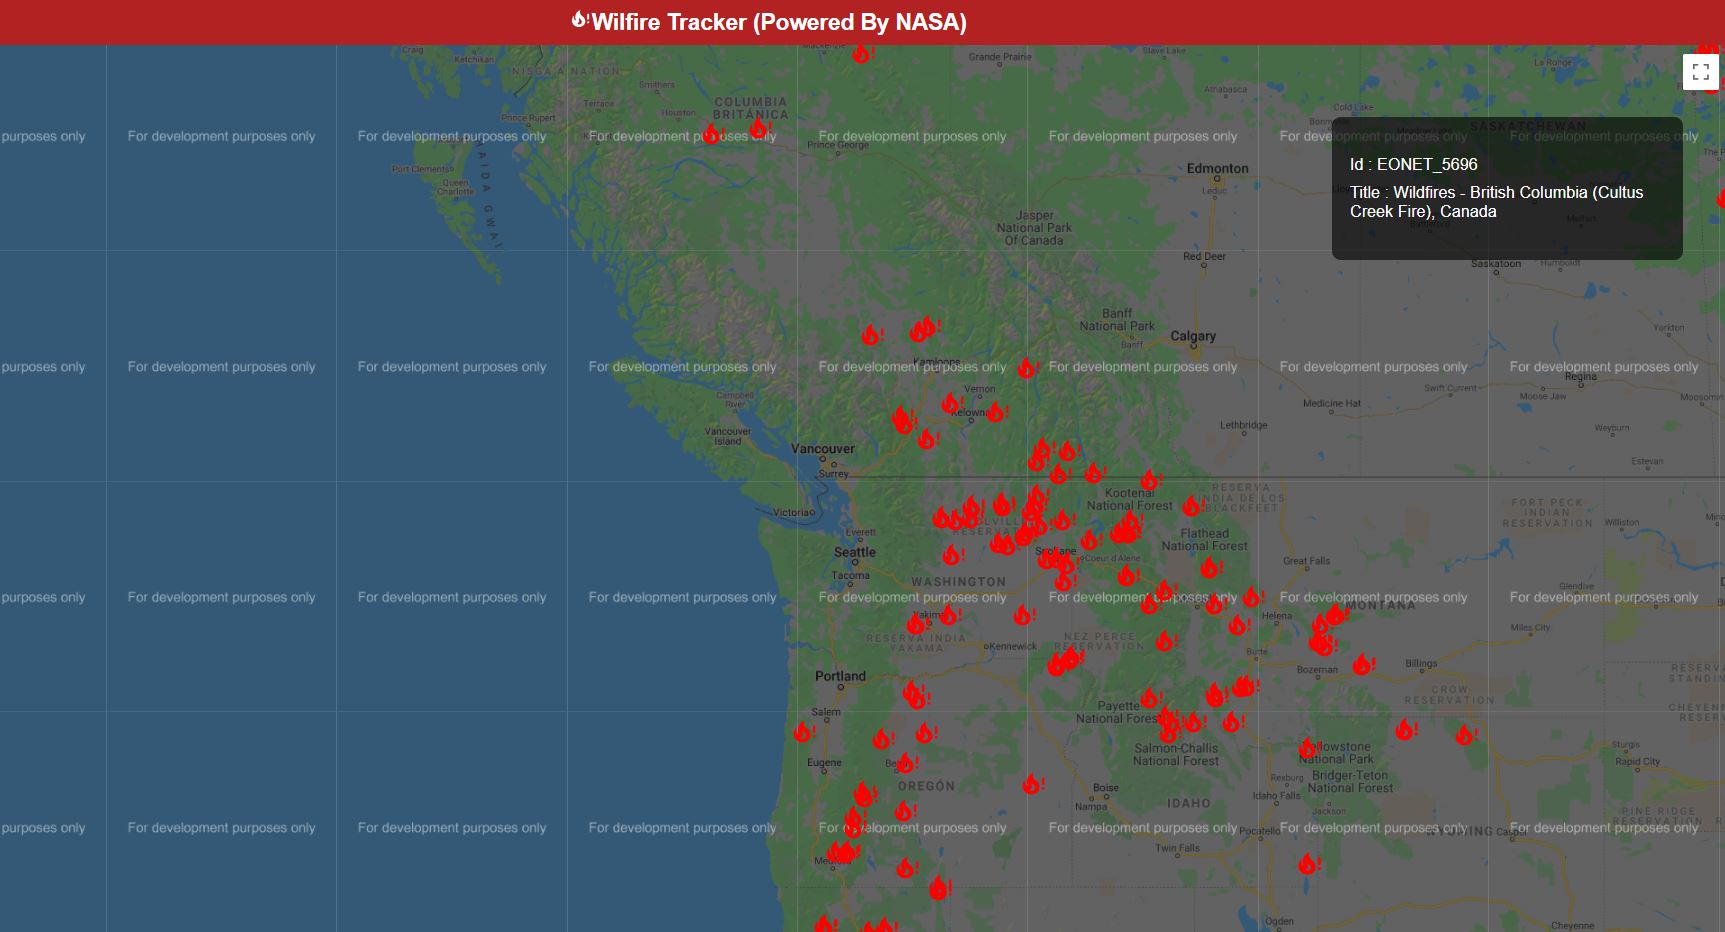 Wilfire Tracker (Powered By NASA)
Craig
Ketchikan
NISGA'A NATION
Smithers
Terrace
Houston
Prince Rupert
COLUMBIA
BRITÁNICA
Mackenzie
Grande Prairie
Slave Lake
Athabasca
La Ronge
Cold Lake
SASKATCHEWAN
purposes only
For development purposes only
For development purposes only
For development purposes only
For development purposes only
For development purposes only
For development purposes only
For development purposes only
Prince George
Port Clements
Queen
Charlotte
HAIDA GWAII
Edmonton
Leduc
Id : EONET_5696
Title : Wildfires - British Columbia (Cultus
Creek Fire), Canada
Jasper
National Park
Of Canada
Red Deer
Saskatoon
Humboldt
Banff
National Park
Banff
Calgary
Yorkton
purposes only
For development purposes only
For development purposes only
For development purposes only
For development purposes only
For development purposes only
For development purposes only
For development purposes only
Kamloops
Vernon
Kelowna
Campbell
River
Vancouver
Island
Vancouver
Surrey
Medicine Hat
Swift Current
Moose Jaw
Regina
Moosomin
Lethbridge
Weyburn
Estevan
Kootenai
National Forest
RESERVA
INDIA DE LOS
BLACKFEET
FORT PECK
INDIAN
RESERVATION
Williston
Victoria
Everett
Seattle
Tacoma
Spokane
Coeur d'Alene
Flathead
National Forest
Great Falls
Glendive
WASHINGTON
purposes only
For development purposes only
For development purposes only
For development purposes only
For development purposes only
For development purposes only
For development purposes only
For development purposes only
MONTANA
Yakima
RESERVA INDIA
YAKAMA
Kennewick
NEZ PERCE
RESERVATION
Helena
Butte
Bozeman
Billings
Miles City
CROW
RESERVATION
Portland
Salem
Payette
National Forest
Salmon-Challis
National Forest
Yellowstone
National Park
Bridger-Teton
National Forest
Sturgis
Rapid City
Eugene
OREGÓN
Boise
Nampa
IDAHO
Rexburg
Idaho Falls
Jackson
PINE RIDGE
RESERVATION
purposes only
For development purposes only
For development purposes only
For development purposes only
For development purposes only
For development purposes only
For development purposes only
For development purposes only
Pocatello
WYOMING
Casper
Medford
Twin Falls
Ogden
Cheyenne